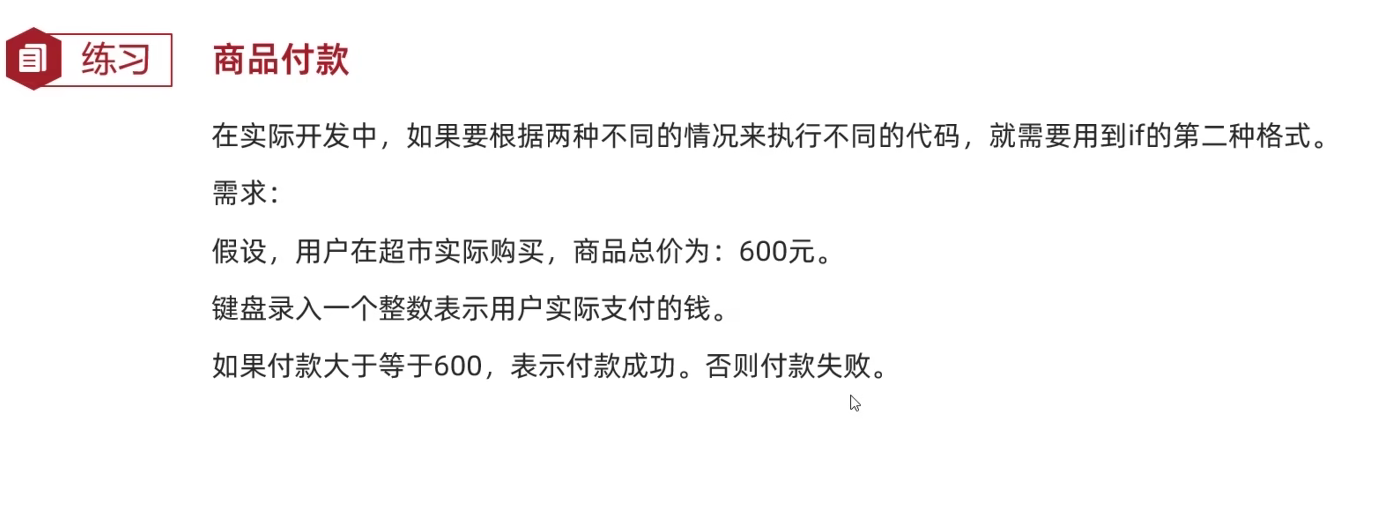 练习 商品付款
在实际开发中，如果要根据两种不同的情况来执行不同的代码，就需要用到if的第二种格式。
需求：
假设，用户在超市实际购买，商品总价为：600元。
键盘录入一个整数表示用户实际支付的钱。
如果付款大于等于600，表示付款成功。否则付款失败。